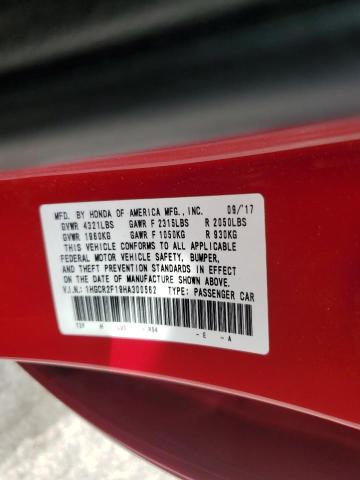 MFD. BY HONDA OF AMERICA MFG., INC. 09/'17
GVWR 4321LBS GAWR F 2315LBS R 2050LBS
GVWR 1960KG GAWR F 1050KG R 930KG
THIS VEHICLE CONFORMS TO ALL APPLICABLE
FEDERAL MOTOR VEHICLE SAFETY, BUMPER,
AND THEFT PREVENTION STANDARDS IN EFFECT
ON THE DATE OF MANUFACTURE SHOWN ABOVE.
V.I.N. 1HGCR2F19HA300562 TYPE: PASSENGER CAR
- E - A